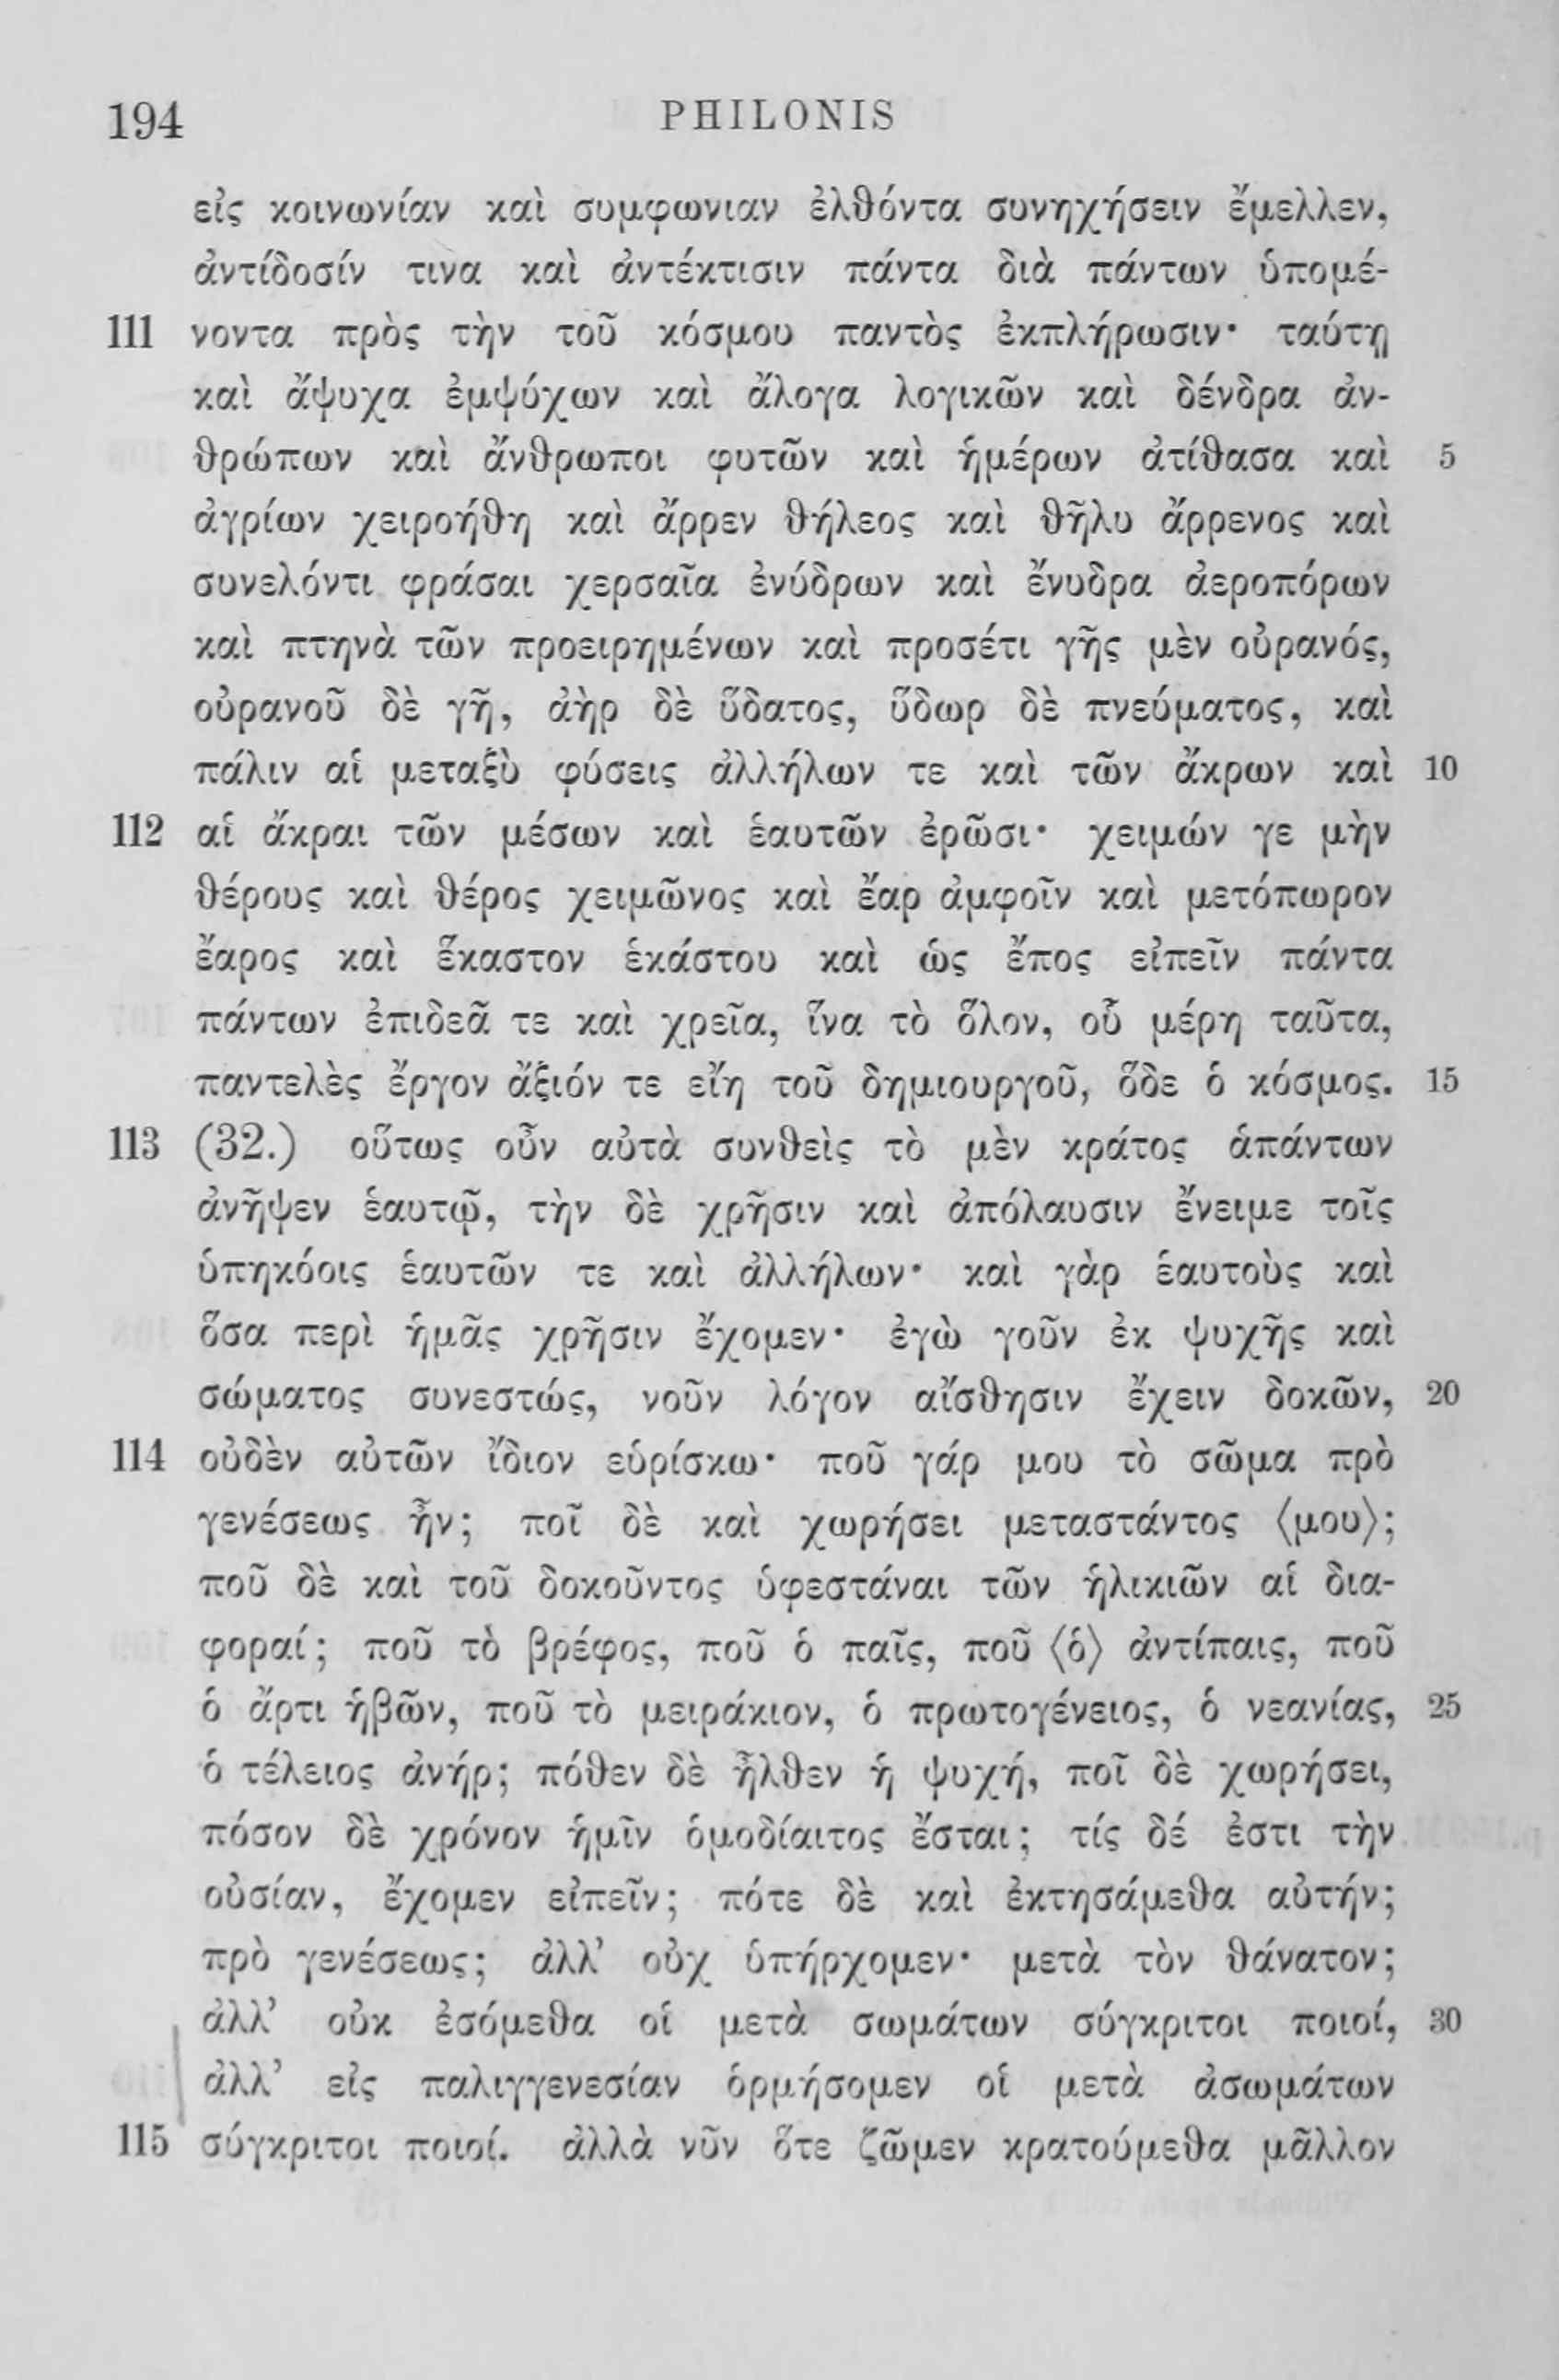 194 PHILONIS
εἰς κοινωνίαν καὶ συμφωνιαν ἐλθόντα συνηχήσειν ἔμελλεν,
ἀντίδοσίν τινα καὶ ἀντέκτισιν πάντα διὰ πάντων ὑπομέ-
111 νοντα πρὸς τὴν τοῦ κόσμου παντὸς ἐκπλήρωσιν· ταύτῃ
καὶ ἄψυχα ἐμψύχων καὶ ἄλογα λογικῶν καὶ δένδρα ἀν-
θρώπων καὶ ἄνθρωποι φυτῶν καὶ ἡμέρων ἀτίθασα καὶ 5
ἀγρίων χειροήθη καὶ ἄρρεν θήλεος καὶ θῆλυ ἄρρενος καὶ
συνελόντι φράσαι χερσαῖα ἐνύδρων καὶ ἔνυδρα ἀεροπόρων
καὶ πτηνὰ τῶν προειρημένων καὶ προσέτι γῆς μὲν οὐρανός,
οὐρανοῦ δὲ γῆ, ἀὴρ δὲ ὕδατος, ὕδωρ δὲ πνεύματος, καὶ
πάλιν αἱ μεταξὺ φύσεις ἀλλήλων τε καὶ τῶν ἄκρων καὶ 10
112 αἱ ἄκραι τῶν μέσων καὶ ἑαυτῶν ἐρῶσι· χειμών γε μὴν
θέρους καὶ θέρος χειμῶνος καὶ ἔαρ ἀμφοῖν καὶ μετόπωρον
ἔαρος καὶ ἕκαστον ἑκάστου καὶ ὡς ἔπος εἰπεῖν πάντα
πάντων ἐπιδεᾶ τε καὶ χρεῖα, ἵνα τὸ ὅλον, οὗ μέρη ταῦτα,
παντελὲς ἔργον ἄξιόν τε εἴη τοῦ δημιουργοῦ, ὅδε ὁ κόσμος. 15
113 (32.) οὕτως οὖν αὐτὰ συνθεὶς τὸ μὲν κράτος ἁπάντων
ἀνῆψεν ἑαυτῷ, τὴν δὲ χρῆσιν καὶ ἀπόλαυσιν ἔνειμε τοῖς
ὑπηκόοις ἑαυτῶν τε καὶ ἀλλήλων· καὶ γὰρ ἑαυτοὺς καὶ
ὅσα περὶ ἡμᾶς χρῆσιν ἔχομεν· ἐγὼ γοῦν ἐκ ψυχῆς καὶ
σώματος συνεστώς, νοῦν λόγον αἴσθησιν ἔχειν δοκῶν, 20
114 οὐδὲν αὐτῶν ἴδιον εὑρίσκω· ποῦ γάρ μου τὸ σῶμα πρὸ
γενέσεως ἦν; ποῖ δὲ καὶ χωρήσει μεταστάντος ⟨μου⟩;
ποῦ δὲ καὶ τοῦ δοκοῦντος ὑφεστάναι τῶν ἡλικιῶν αἱ δια-
φοραί; ποῦ τὸ βρέφος, ποῦ ὁ παῖς, ποῦ ⟨ὁ⟩ ἀντίπαις, ποῦ
ὁ ἄρτι ἡβῶν, ποῦ τὸ μειράκιον, ὁ πρωτογένειος, ὁ νεανίας, 25
ὁ τέλειος ἀνήρ; πόθεν δὲ ἦλθεν ἡ ψυχή, ποῖ δὲ χωρήσει,
πόσον δὲ χρόνον ἡμῖν ὁμοδίαιτος ἔσται; τίς δέ ἐστι τὴν
οὐσίαν, ἔχομεν εἰπεῖν; πότε δὲ καὶ ἐκτησάμεθα αὐτήν;
πρὸ γενέσεως; ἀλλ’ οὐχ ὑπήρχομεν· μετὰ τὸν θάνατον;
ἀλλ’ οὐκ ἐσόμεθα οἱ μετὰ σωμάτων σύγκριτοι ποιοί, 30
ἀλλ’ εἰς παλιγγενεσίαν ὁρμήσομεν οἱ μετὰ ἀσωμάτων
115 σύγκριτοι ποιοί. ἀλλὰ νῦν ὅτε ζῶμεν κρατούμεθα μᾶλλον